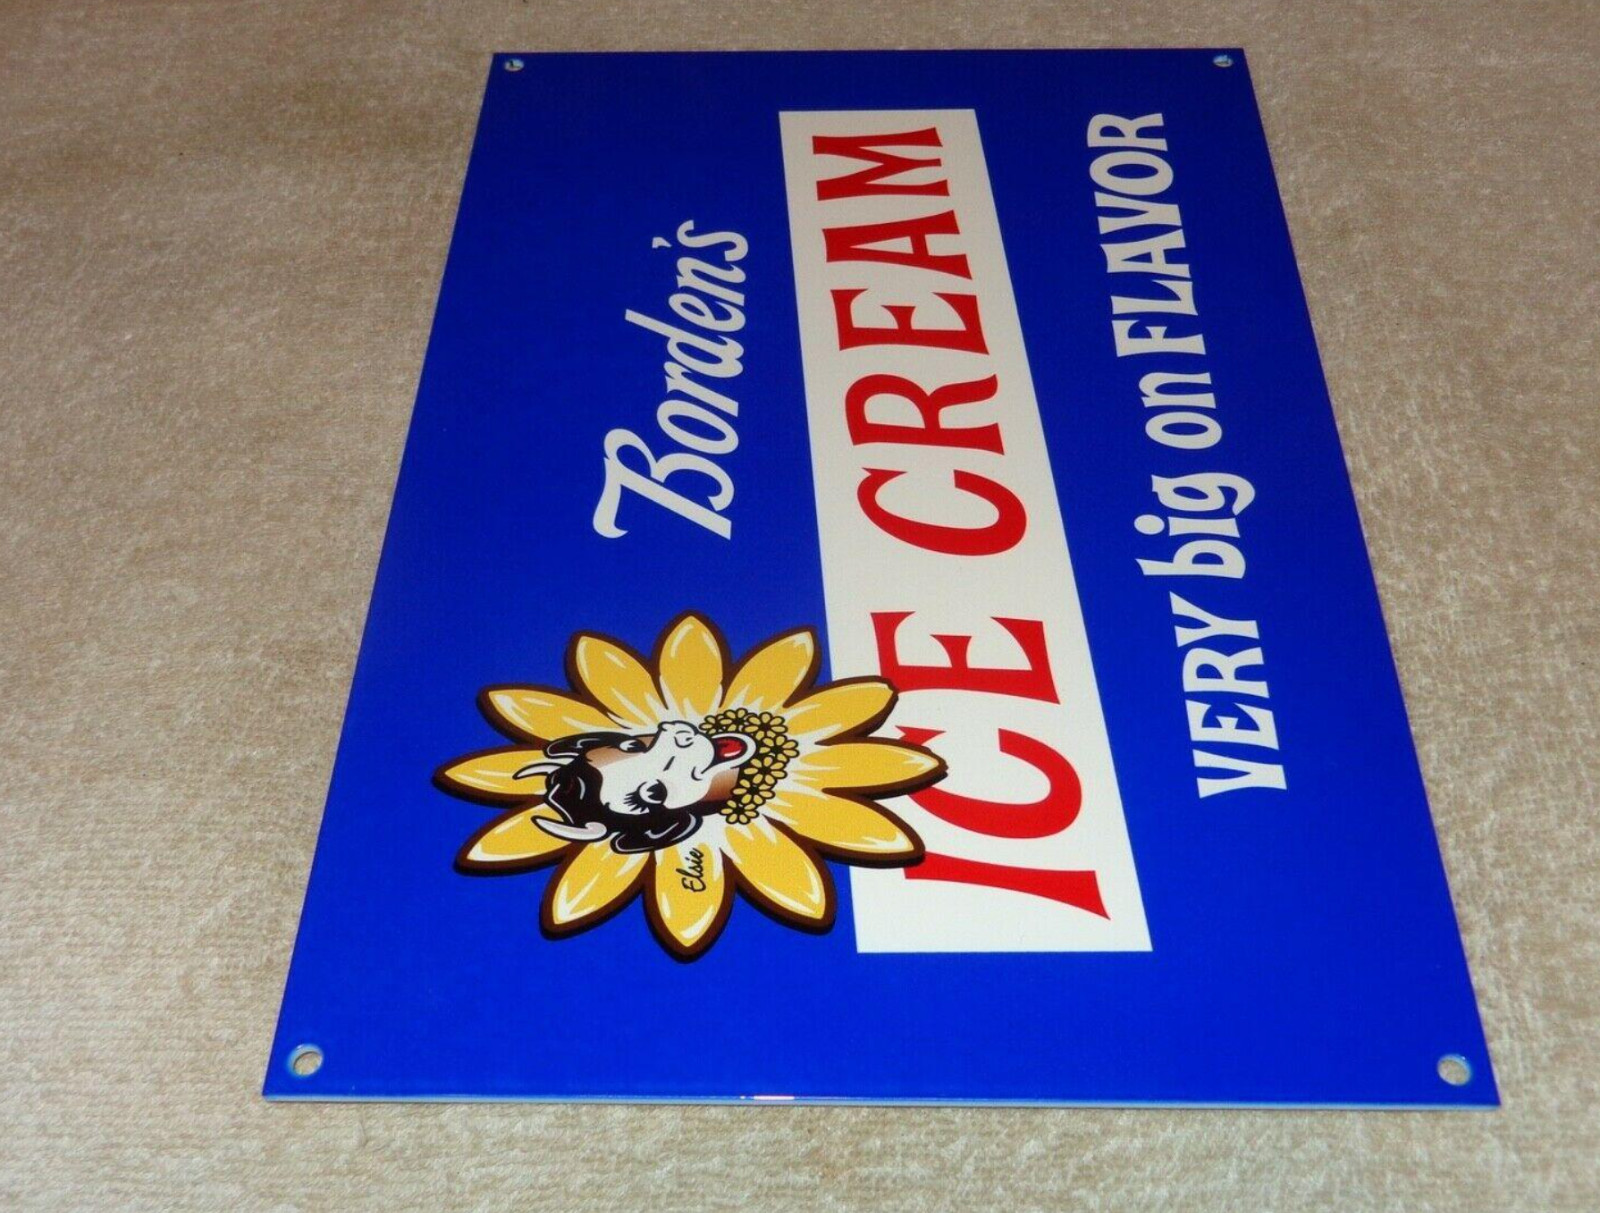 Borden's
ICE CREAM
Elsie
VERY big on FLAVOR